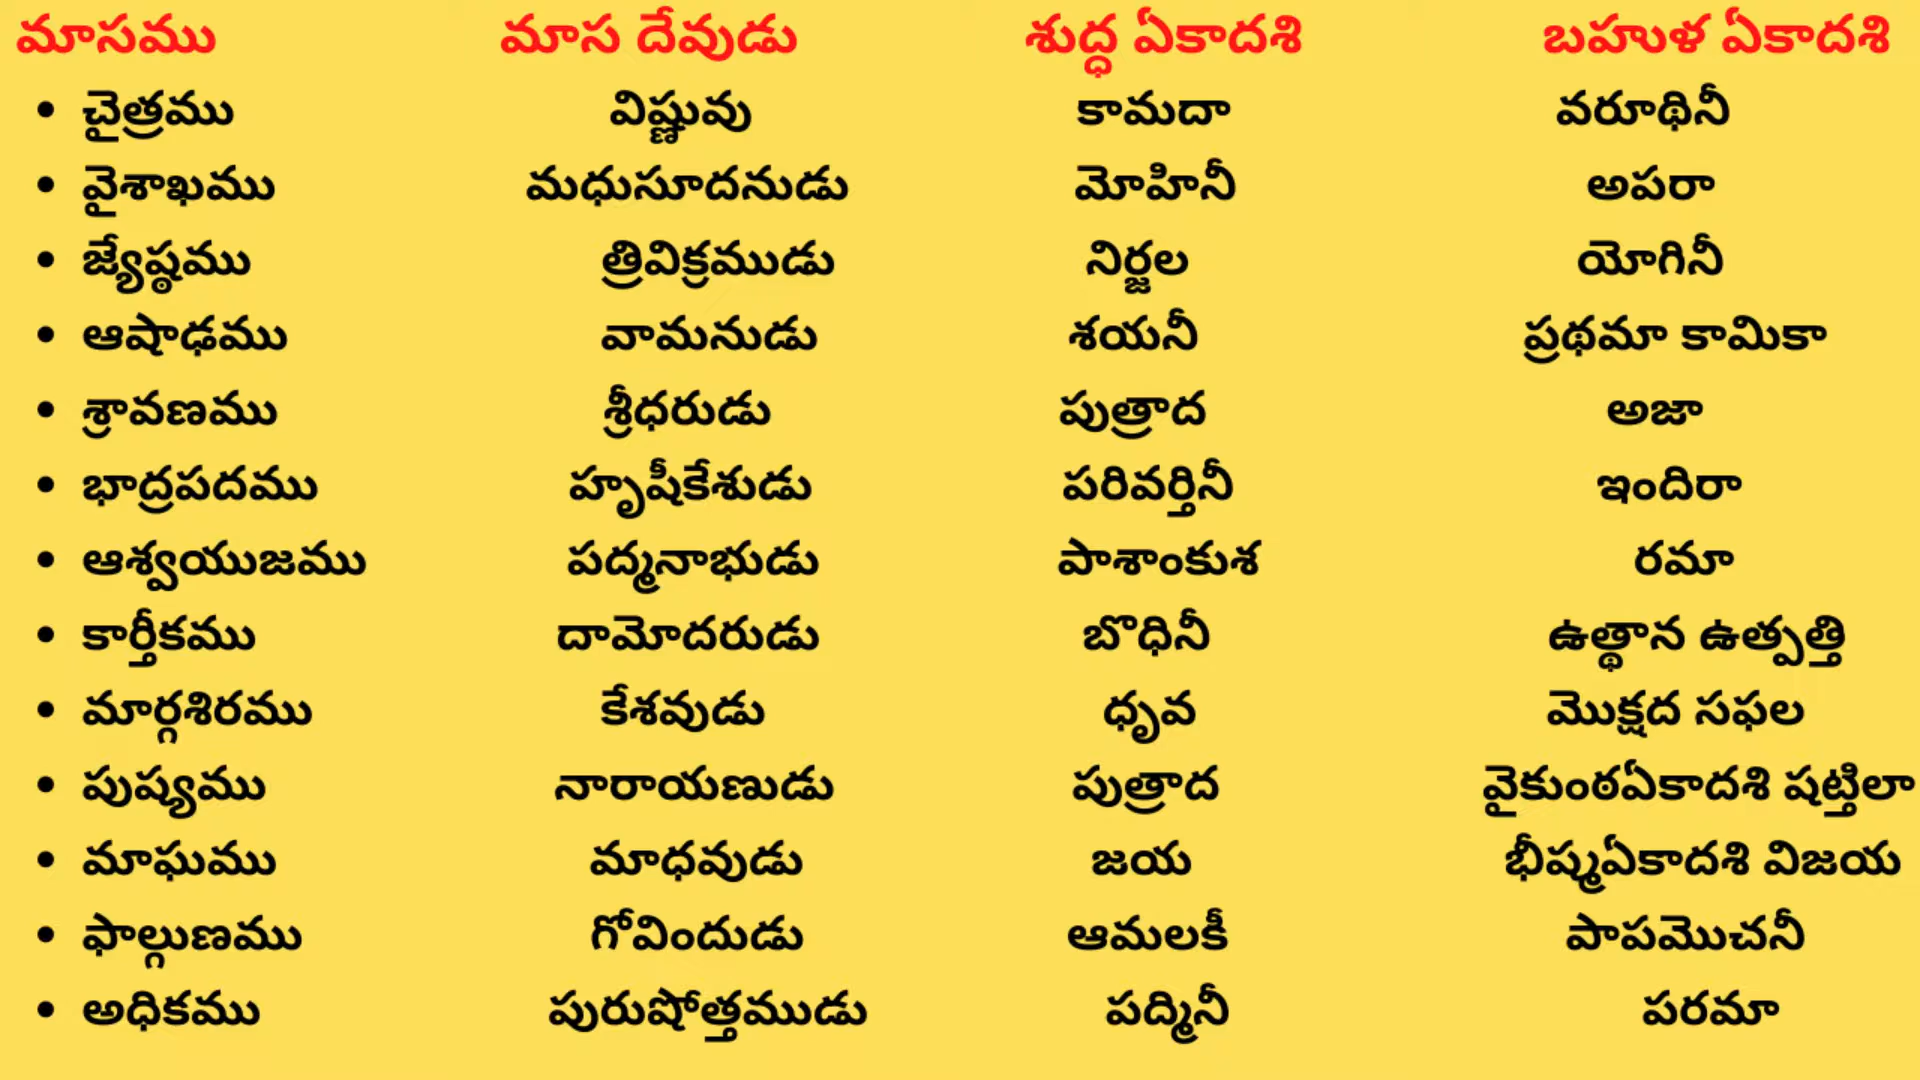 మాసము మాస దేవుడు శుద్ధ ఏకాదశి బహుళ ఏకాదశి
• చైత్రము విష్ణువు కామదా వరూథినీ
• వైశాఖము మధుసూదనుడు మోహినీ అపరా
• జ్యేష్ఠము త్రివిక్రముడు నిర్జల యోగినీ
• ఆషాఢము వామనుడు శయనీ ప్రథమా కామికా
• శ్రావణము శ్రీధరుడు పుత్రాద అజా
• భాద్రపదము హృషీకేశుడు పరివర్తినీ ఇందిరా
• ఆశ్వయుజము పద్మనాభుడు పాశాంకుశ రమా
• కార్తీకము దామోదరుడు బొధినీ ఉత్థాన ఉత్పత్తి
• మార్గశిరము కేశవుడు ధృవ మొక్షద సఫల
• పుష్యము నారాయణుడు పుత్రాద వైకుంఠఏకాదశి షట్తిలా
• మాఘము మాధవుడు జయ భీష్మఏకాదశి విజయ
• ఫాల్గుణము గోవిందుడు ఆమలకీ పాపమొచనీ
• అధికము పురుషోత్తముడు పద్మినీ పరమా